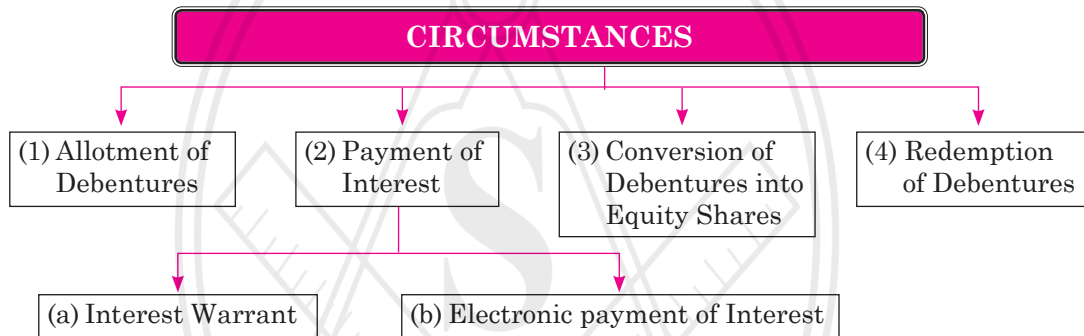 CIRCUMSTANCES
(1) Allotment of
Debentures
(2) Payment of
Interest
(3) Conversion of
Debentures into
Equity Shares
(4) Redemption
of Debentures
(a) Interest Warrant
(b) Electronic payment of Interest